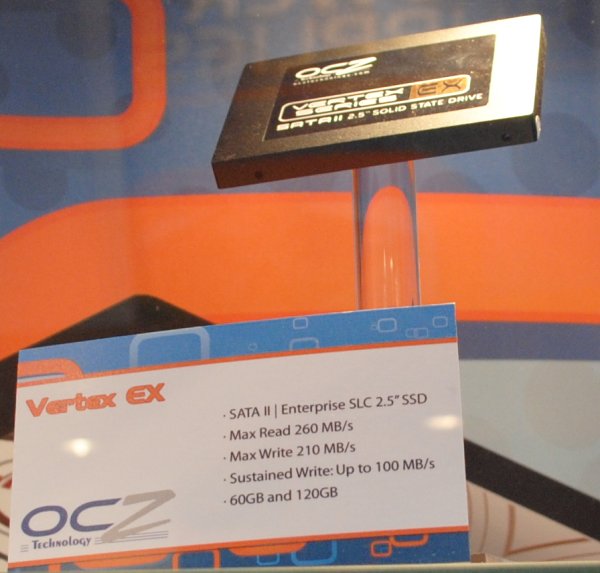 OCZ
VERTEX EX
SERIES
SATA II 2.5" SOLID STATE DRIVE
Vertex EX
· SATA II | Enterprise SLC 2.5" SSD
· Max Read 260 MB/s
· Max Write 210 MB/s
· Sustained Write: Up to 100 MB/s
· 60GB and 120GB
OCZ
Technology